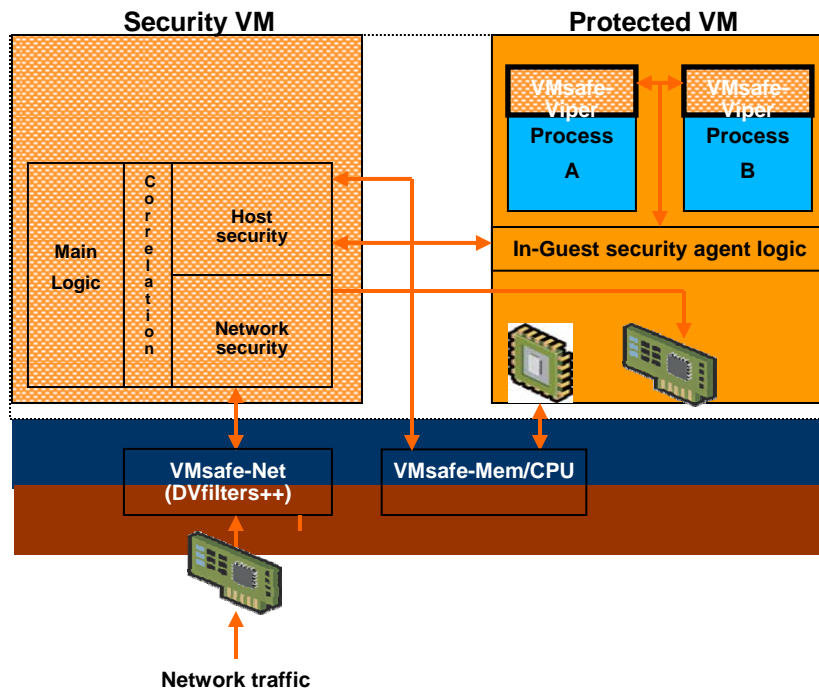 Security VM
Protected VM
VMsafe-
Viper
Process
A
VMsafe-
Viper
Process
B
Main
Logic
Correlation
Host
security
Network
security
In-Guest security agent logic
VMsafe-Net
(DVfilters++)
VMsafe-Mem/CPU
Network traffic